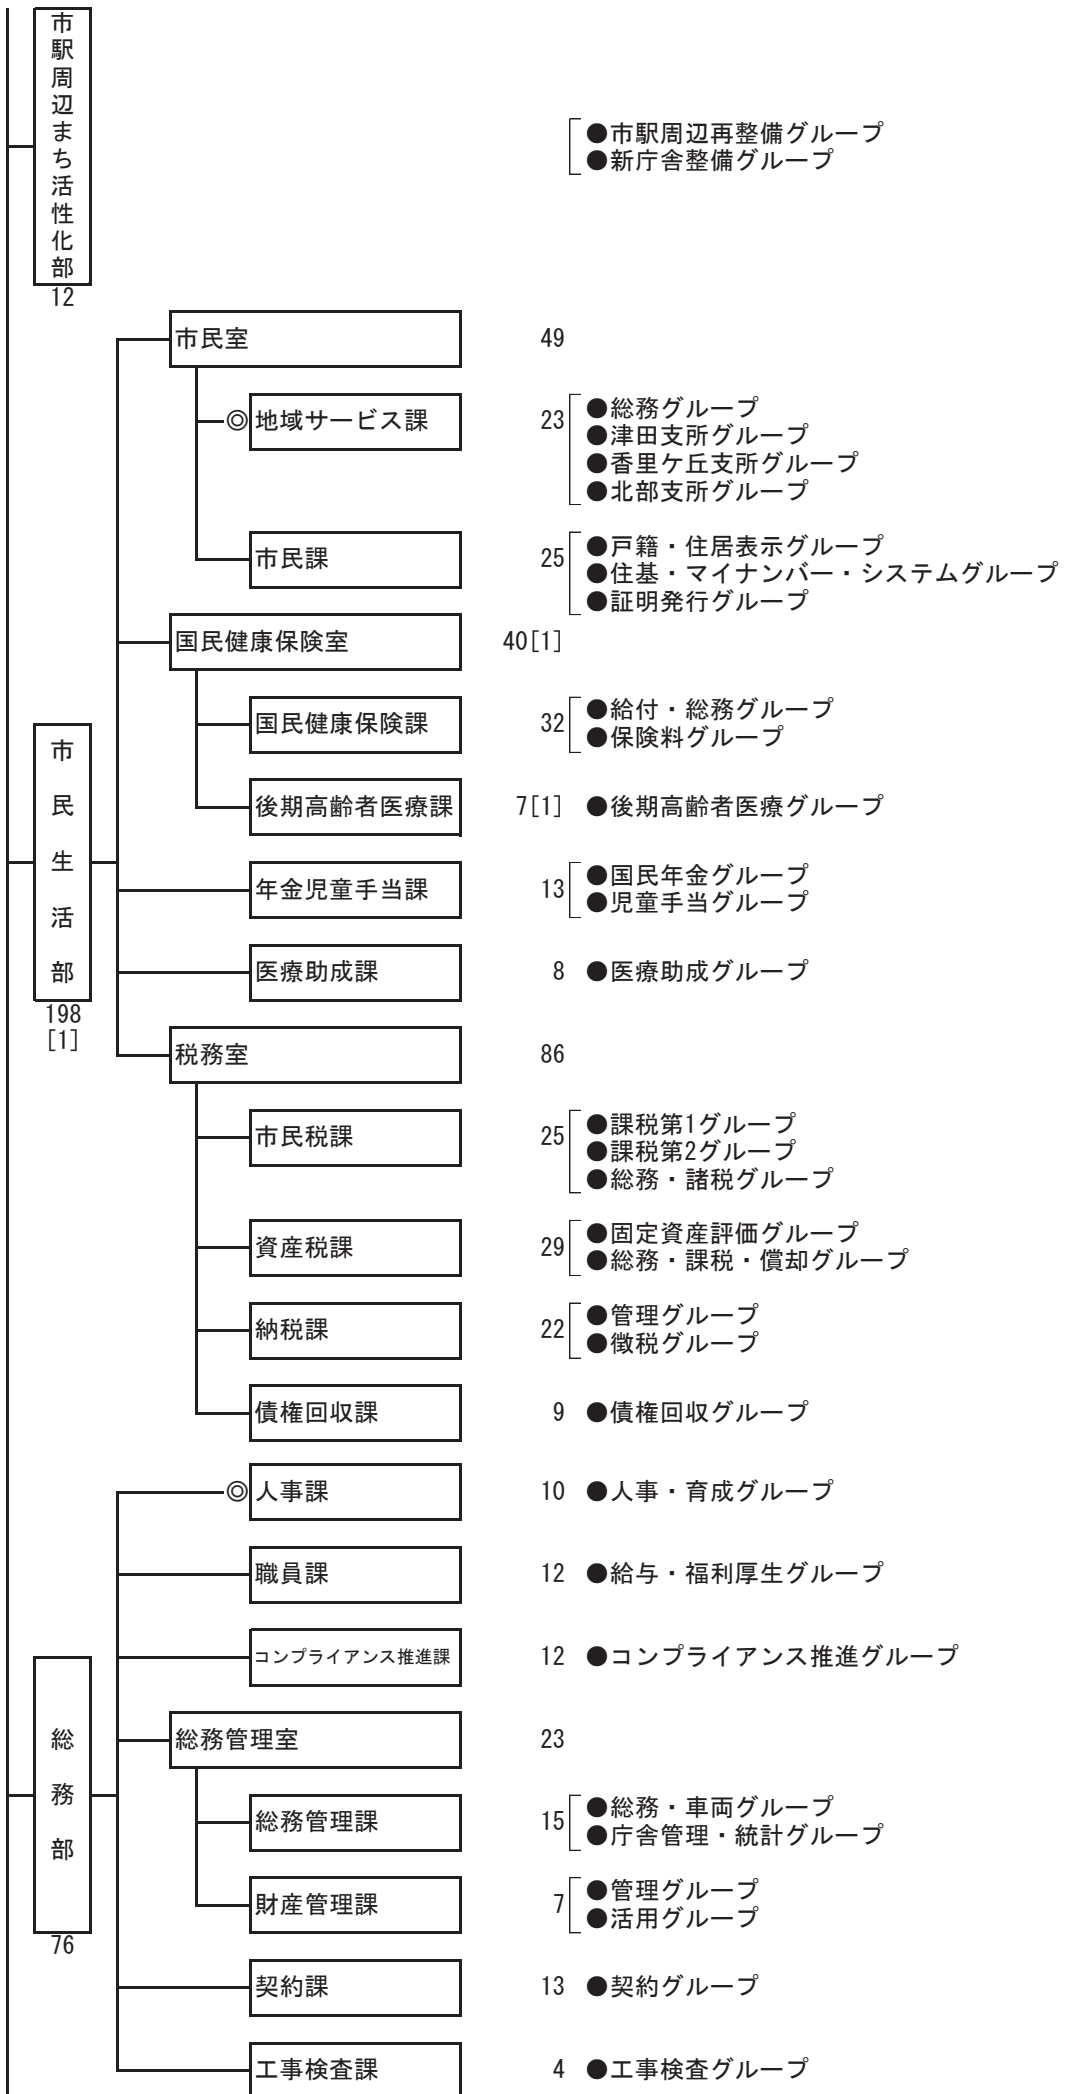 市駅周辺まち活性化部
12
●市駅周辺再整備グループ
●新庁舎整備グループ
市民生活部
198
[1]
市民室 49
◎地域サービス課 23
●総務グループ
●津田支所グループ
●香里ケ丘支所グループ
●北部支所グループ
市民課 25
●戸籍・住居表示グループ
●住基・マイナンバー・システムグループ
●証明発行グループ
国民健康保険室 40[1]
国民健康保険課 32
●給付・総務グループ
●保険料グループ
後期高齢者医療課 7[1] ●後期高齢者医療グループ
年金児童手当課 13
●国民年金グループ
●児童手当グループ
医療助成課 8 ●医療助成グループ
税務室 86
市民税課 25
●課税第1グループ
●課税第2グループ
●総務・諸税グループ
資産税課 29
●固定資産評価グループ
●総務・課税・償却グループ
納税課 22
●管理グループ
●徴税グループ
債権回収課 9 ●債権回収グループ
総務部
76
◎人事課 10 ●人事・育成グループ
職員課 12 ●給与・福利厚生グループ
コンプライアンス推進課 12 ●コンプライアンス推進グループ
総務管理室 23
総務管理課 15
●総務・車両グループ
●庁舎管理・統計グループ
財産管理課 7
●管理グループ
●活用グループ
契約課 13 ●契約グループ
工事検査課 4 ●工事検査グループ